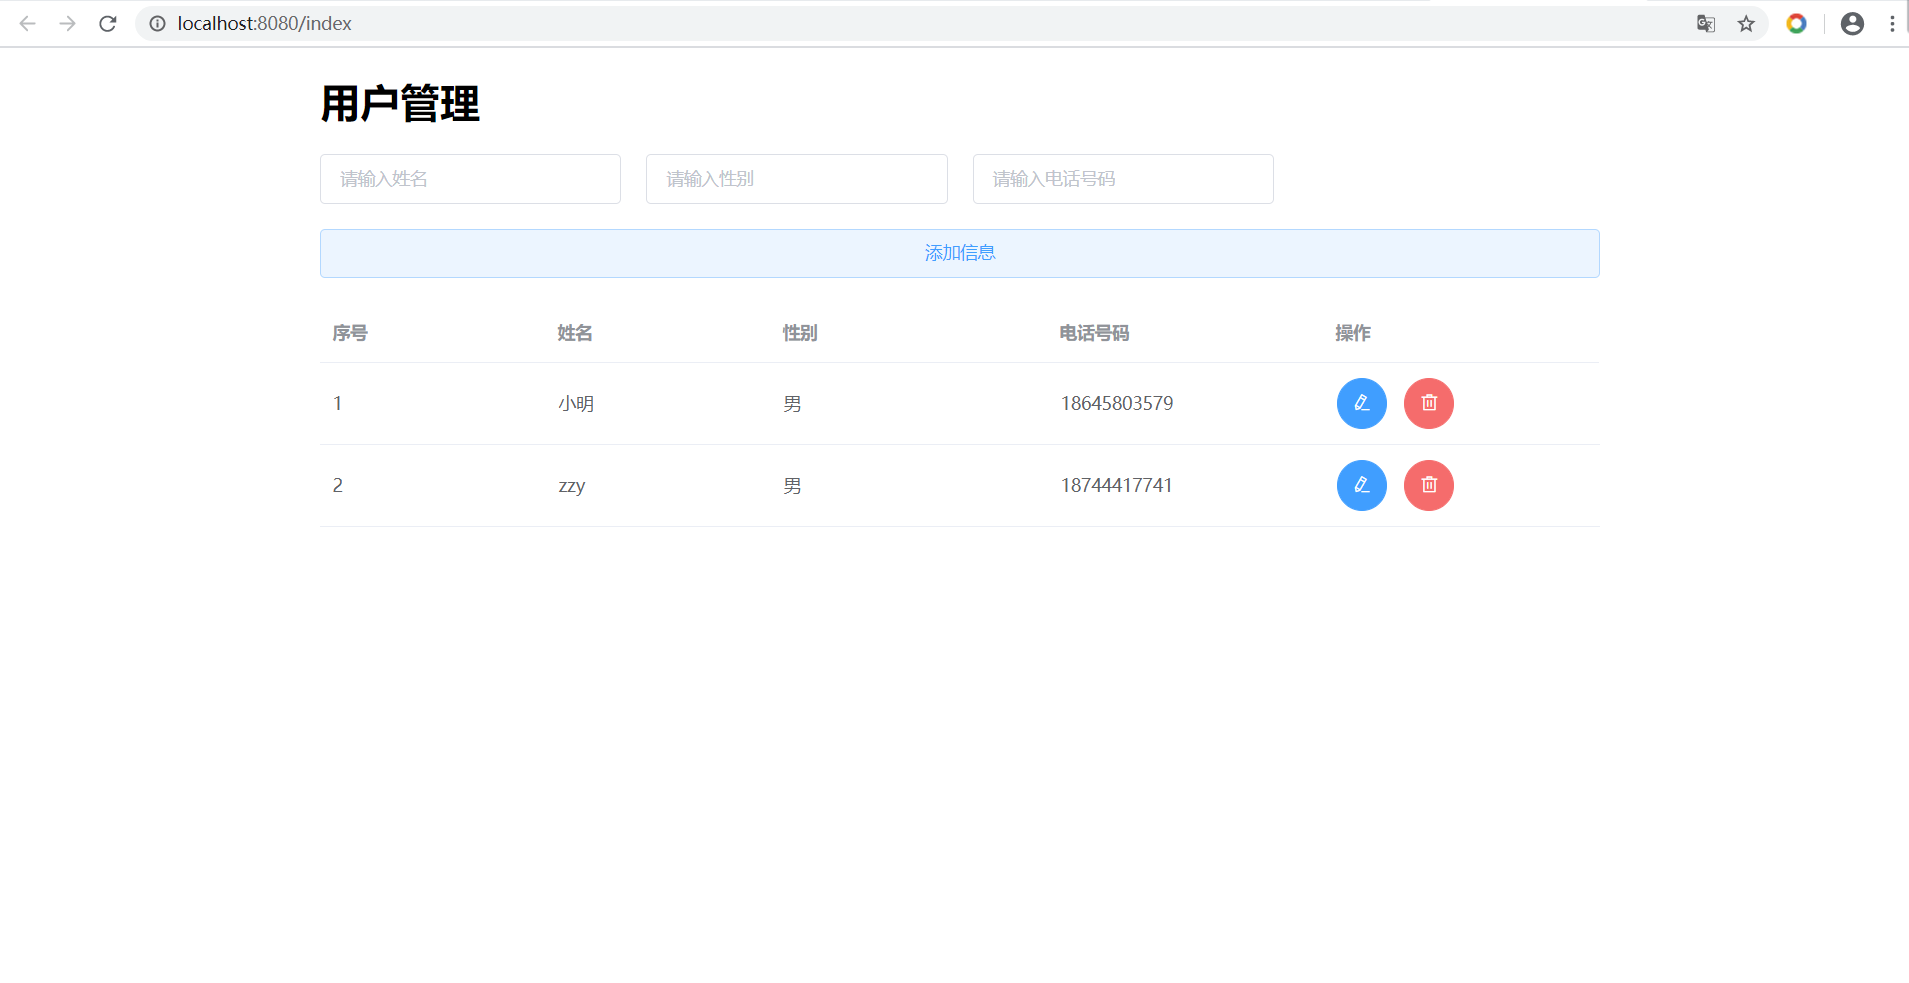 localhost:8080/index
用户管理
请输入姓名 请输入性别 请输入电话号码
添加信息
序号 姓名 性别 电话号码 操作
1 小明 男 18645803579
2 zzy 男 18744417741